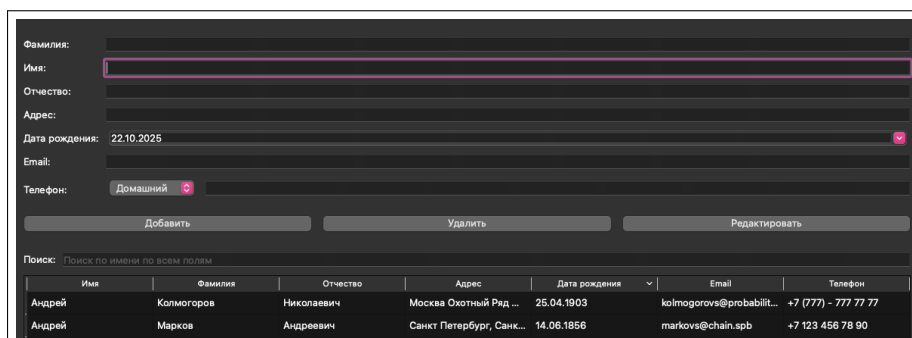 Фамилия:
Имя:
Отчество:
Адрес:
Дата рождения: 22.10.2025
Email:
Телефон: Домашний
Добавить Удалить Редактировать
Поиск: Поиск по имени по всем полям
Имя Фамилия Отчество Адрес Дата рождения Email Телефон
Андрей Колмогоров Николаевич Москва Охотный Ряд ... 25.04.1903 kolmogorovs@probabilit... +7 (777) - 777 77 77
Андрей Марков Андреевич Санкт Петербург, Санк... 14.06.1856 markovs@chain.spb +7 123 456 78 90